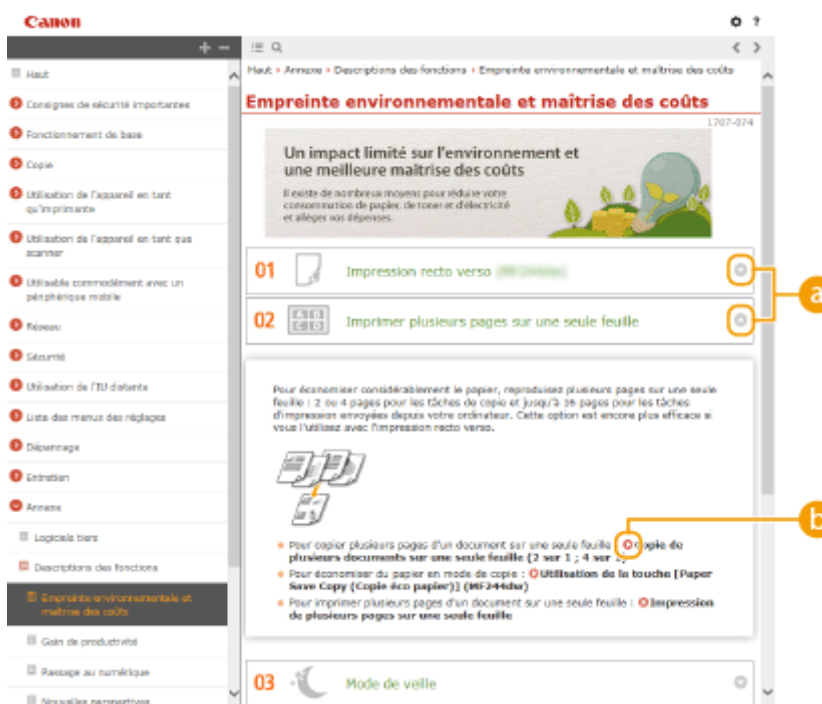 Canon
?
Haut
Consignes de sécurité importantes
Fonctionnement de base
Copie
Utilisation de l'appareil en tant
qu'imprimante
Utilisation de l'appareil en tant que
scanner
Utilisable commodément avec un
périphérique mobile
Réseau
Sécurité
Utilisation de l'IU distante
Liste des menus des réglages
Dépannage
Entretien
Annexe
Logiciels tiers
Descriptions des fonctions
Empreinte environnementale et
maîtrise des coûts
Gain de productivité
Passage au numérique
Nouvelles perspectives
Haut > Annexe > Descriptions des fonctions > Empreinte environnementale et maîtrise des coûts
Empreinte environnementale et maîtrise des coûts
1707-074
Un impact limité sur l'environnement et
une meilleure maîtrise des coûts
Il existe de nombreux moyens pour réduire votre
consommation de papier, de toner et d'électricité
et alléger vos dépenses.
01 Impression recto verso
a
02 A B C D Imprimer plusieurs pages sur une seule feuille
Pour économiser considérablement le papier, reproduisez plusieurs pages sur une seule
feuille : 2 ou 4 pages pour les tâches de copie et jusqu'à 16 pages pour les tâches
d'impression envoyées depuis votre ordinateur. Cette option est encore plus efficace si
vous l'utilisez avec l'impression recto verso.
b
Pour copier plusieurs pages d'un document sur une seule feuille : Copie de
plusieurs documents sur une seule feuille (2 sur 1 ; 4 sur 1)
Pour économiser du papier en mode de copie : Utilisation de la touche [Paper
Save Copy (Copie éco papier)] (MF244dw)
Pour imprimer plusieurs pages d'un document sur une seule feuille : Impression
de plusieurs pages sur une seule feuille
03 Mode de veille